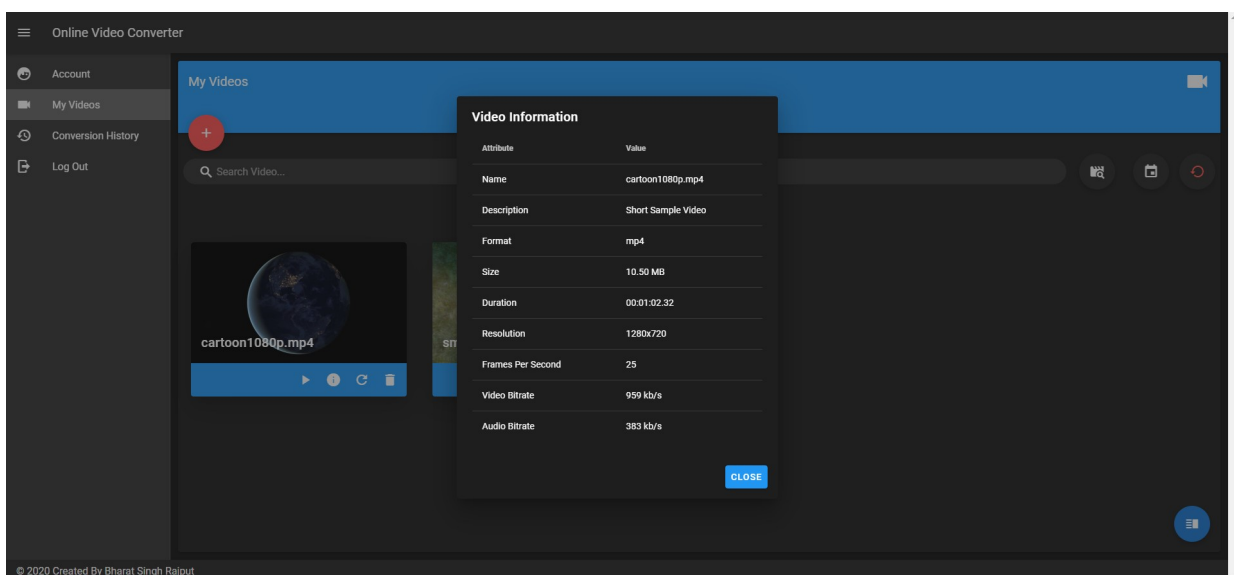 Online Video Converter
Account
My Videos
Conversion History
Log Out
My Videos
Search Video...
cartoon1080p.mp4
sm
Video Information
Attribute Value
Name cartoon1080p.mp4
Description Short Sample Video
Format mp4
Size 10.50 MB
Duration 00:01:02.32
Resolution 1280x720
Frames Per Second 25
Video Bitrate 959 kb/s
Audio Bitrate 383 kb/s
CLOSE
© 2020 Created By Bharat Singh Rajput